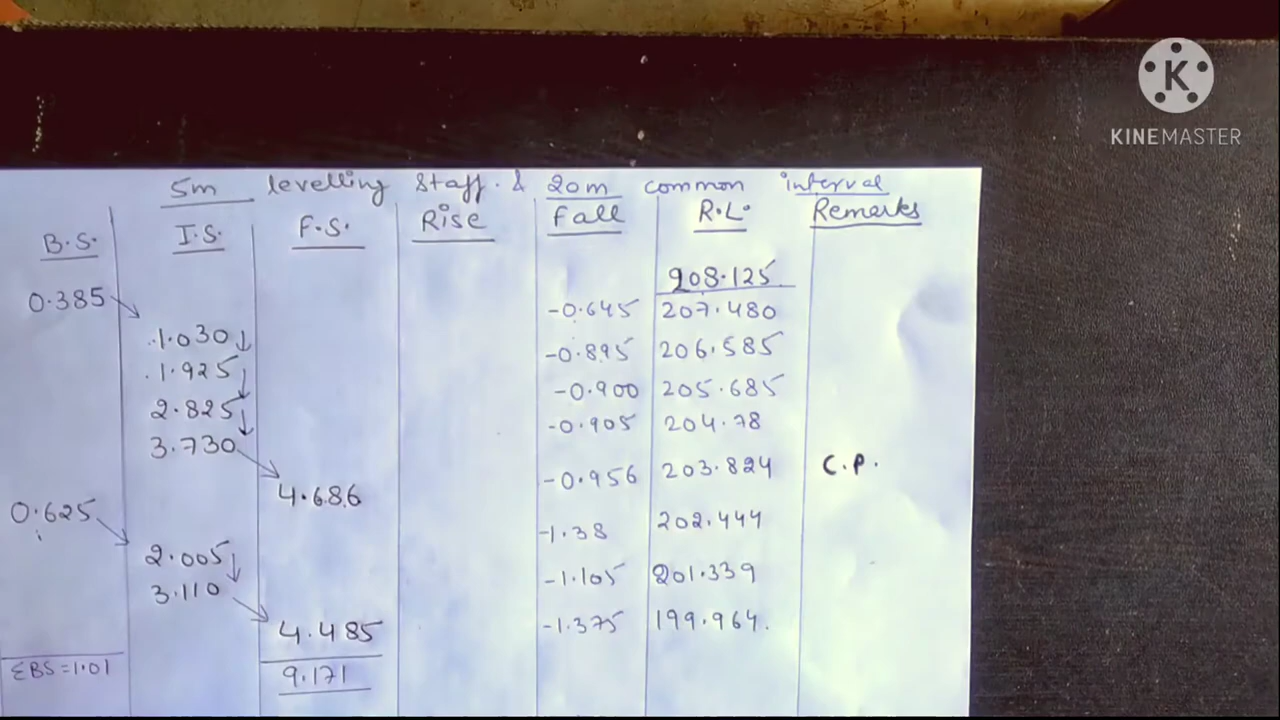 K
KINEMASTER
5m levelling staff. & 20m common interval
B.S. I.S. F.S. Rise Fall R.L. Remarks
208.125
0.385 -0.645 207.480
1.030 -0.895 206.585
1.925 -0.900 205.685
2.825 -0.905 204.78
3.730 -0.956 203.824 C.P.
4.686
0.625 -1.38 202.444
2.005 -1.105 201.339
3.110
4.485 -1.375 199.964.
ΣBS=1.01 9.171